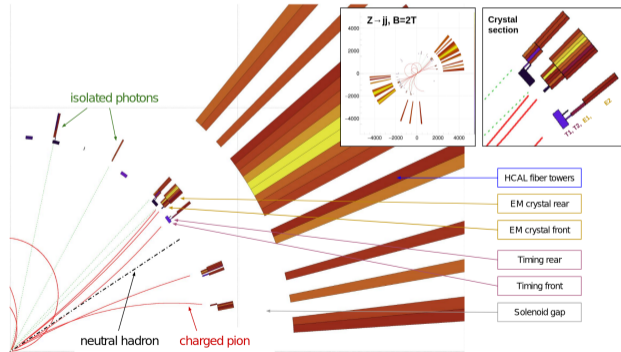 Z→jj, B=2T
4000
2000
0
−2000
−4000
−4000 −2000 0 2000 4000
Crystal
section
T1, T2, E1, E2
isolated photons
HCAL fiber towers
EM crystal rear
EM crystal front
Timing rear
Timing front
Solenoid gap
neutral hadron
charged pion